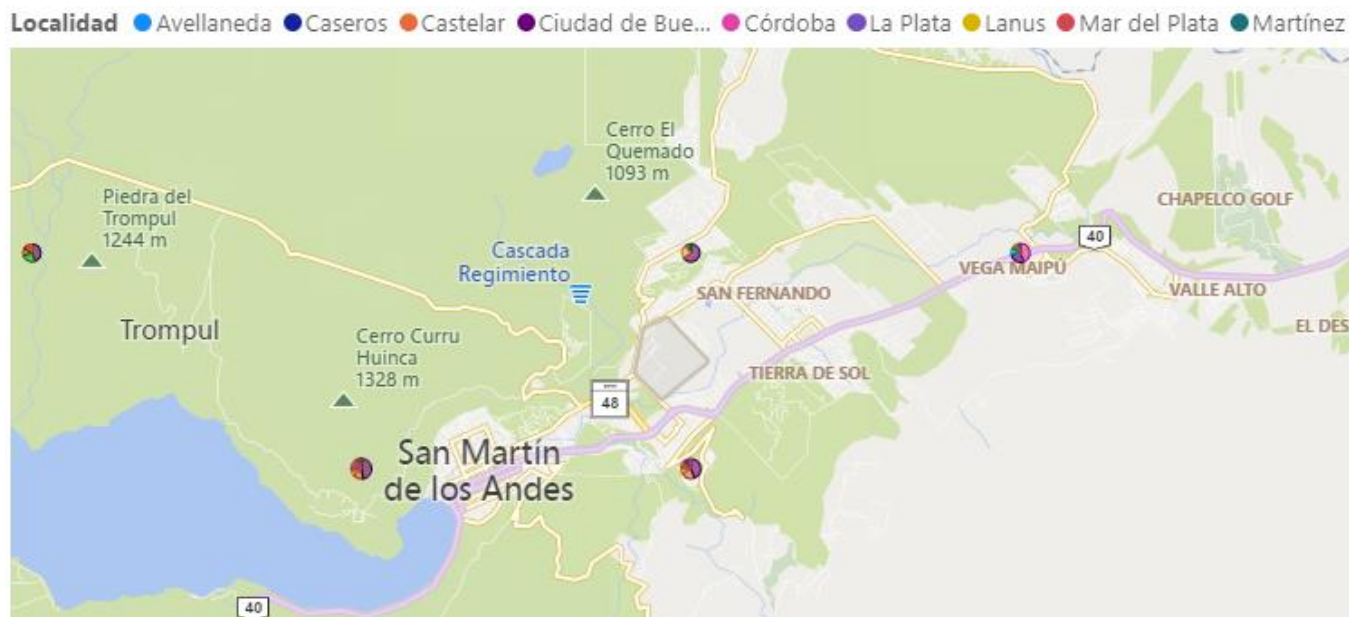 Localidad Avellaneda Caseros Castelar Ciudad de Bue... Córdoba La Plata Lanus Mar del Plata Martínez
Cerro El
Quemado
1093 m
Piedra del
Trompul
1244 m
CHAPELCO GOLF
40
Cascada
Regimiento
VEGA MAIPÚ
SAN FERNANDO
VALLE ALTO
EL DES
Trompul
Cerro Curru
Huinca
1328 m
TIERRA DE SOL
48
San Martín
de los Andes
40